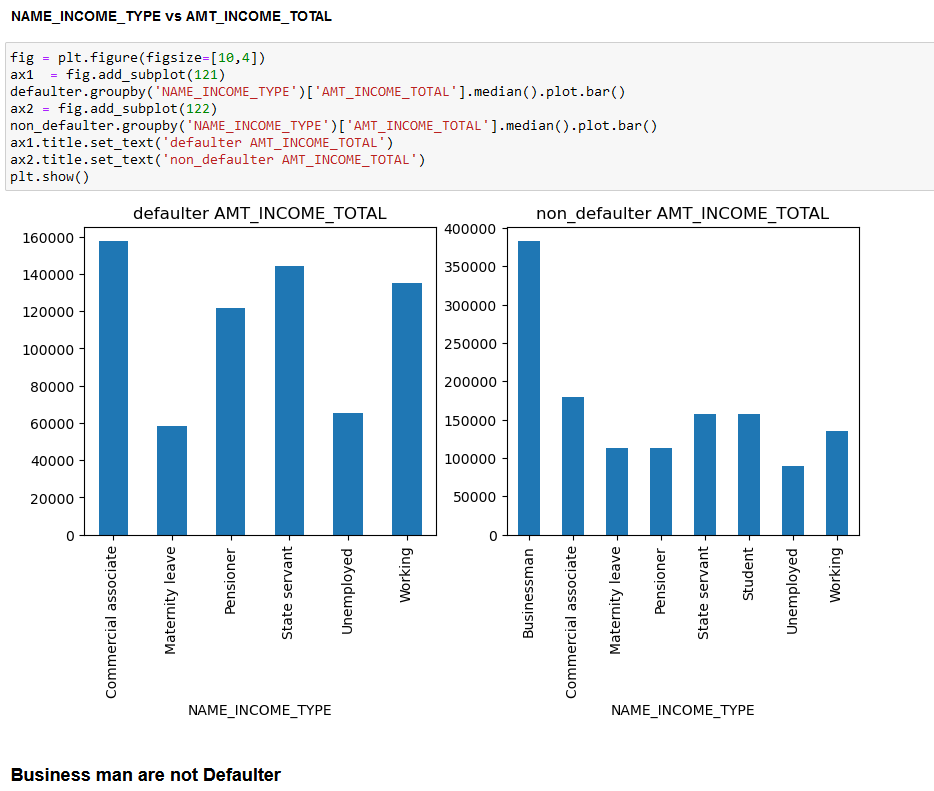 NAME_INCOME_TYPE vs AMT_INCOME_TOTAL
fig = plt.figure(figsize=[10,4])
ax1  = fig.add_subplot(121)
defaulter.groupby('NAME_INCOME_TYPE')['AMT_INCOME_TOTAL'].median().plot.bar()
ax2 = fig.add_subplot(122)
non_defaulter.groupby('NAME_INCOME_TYPE')['AMT_INCOME_TOTAL'].median().plot.bar()
ax1.title.set_text('defaulter AMT_INCOME_TOTAL')
ax2.title.set_text('non_defaulter AMT_INCOME_TOTAL')
plt.show()
defaulter AMT_INCOME_TOTAL
160000
140000
120000
100000
80000
60000
40000
20000
0
Commercial associate
Maternity leave
Pensioner
State servant
Unemployed
Working
NAME_INCOME_TYPE
non_defaulter AMT_INCOME_TOTAL
400000
350000
300000
250000
200000
150000
100000
50000
0
Businessman
Commercial associate
Maternity leave
Pensioner
State servant
Student
Unemployed
Working
NAME_INCOME_TYPE
Business man are not Defaulter